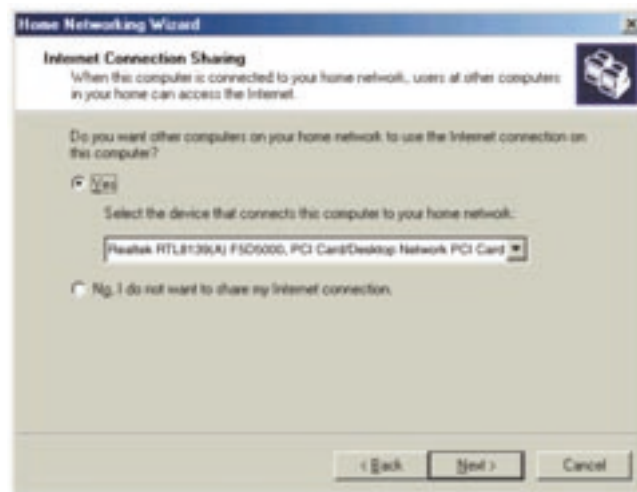 Home Networking Wizard
Internet Connection Sharing
When this computer is connected to your home network, users at other computers
in your home can access the Internet.
Do you want other computers on your home network to use the Internet connection on
this computer?
Yes
Select the device that connects this computer to your home network.
Realtek RTL8139(A) F5D5000, PCI Card/Desktop Network PCI Card
No, I do not want to share my Internet connection.
< Back
Next >
Cancel